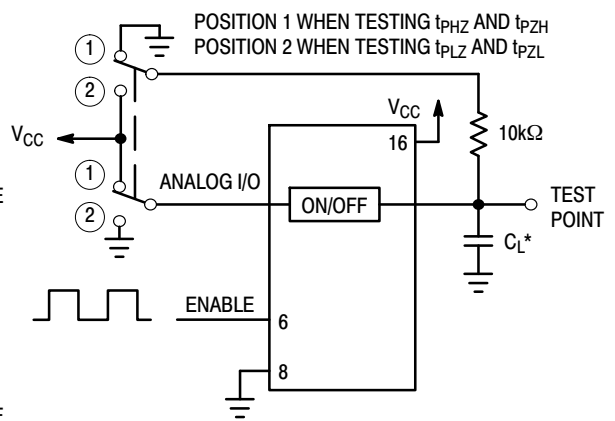 POSITION 1 WHEN TESTING tPHZ AND tPZH
POSITION 2 WHEN TESTING tPLZ AND tPZL
1
2
VCC
VCC
16
10kΩ
1
ANALOG I/O
ON/OFF
TEST
POINT
2
CL*
ENABLE
6
8
E
F